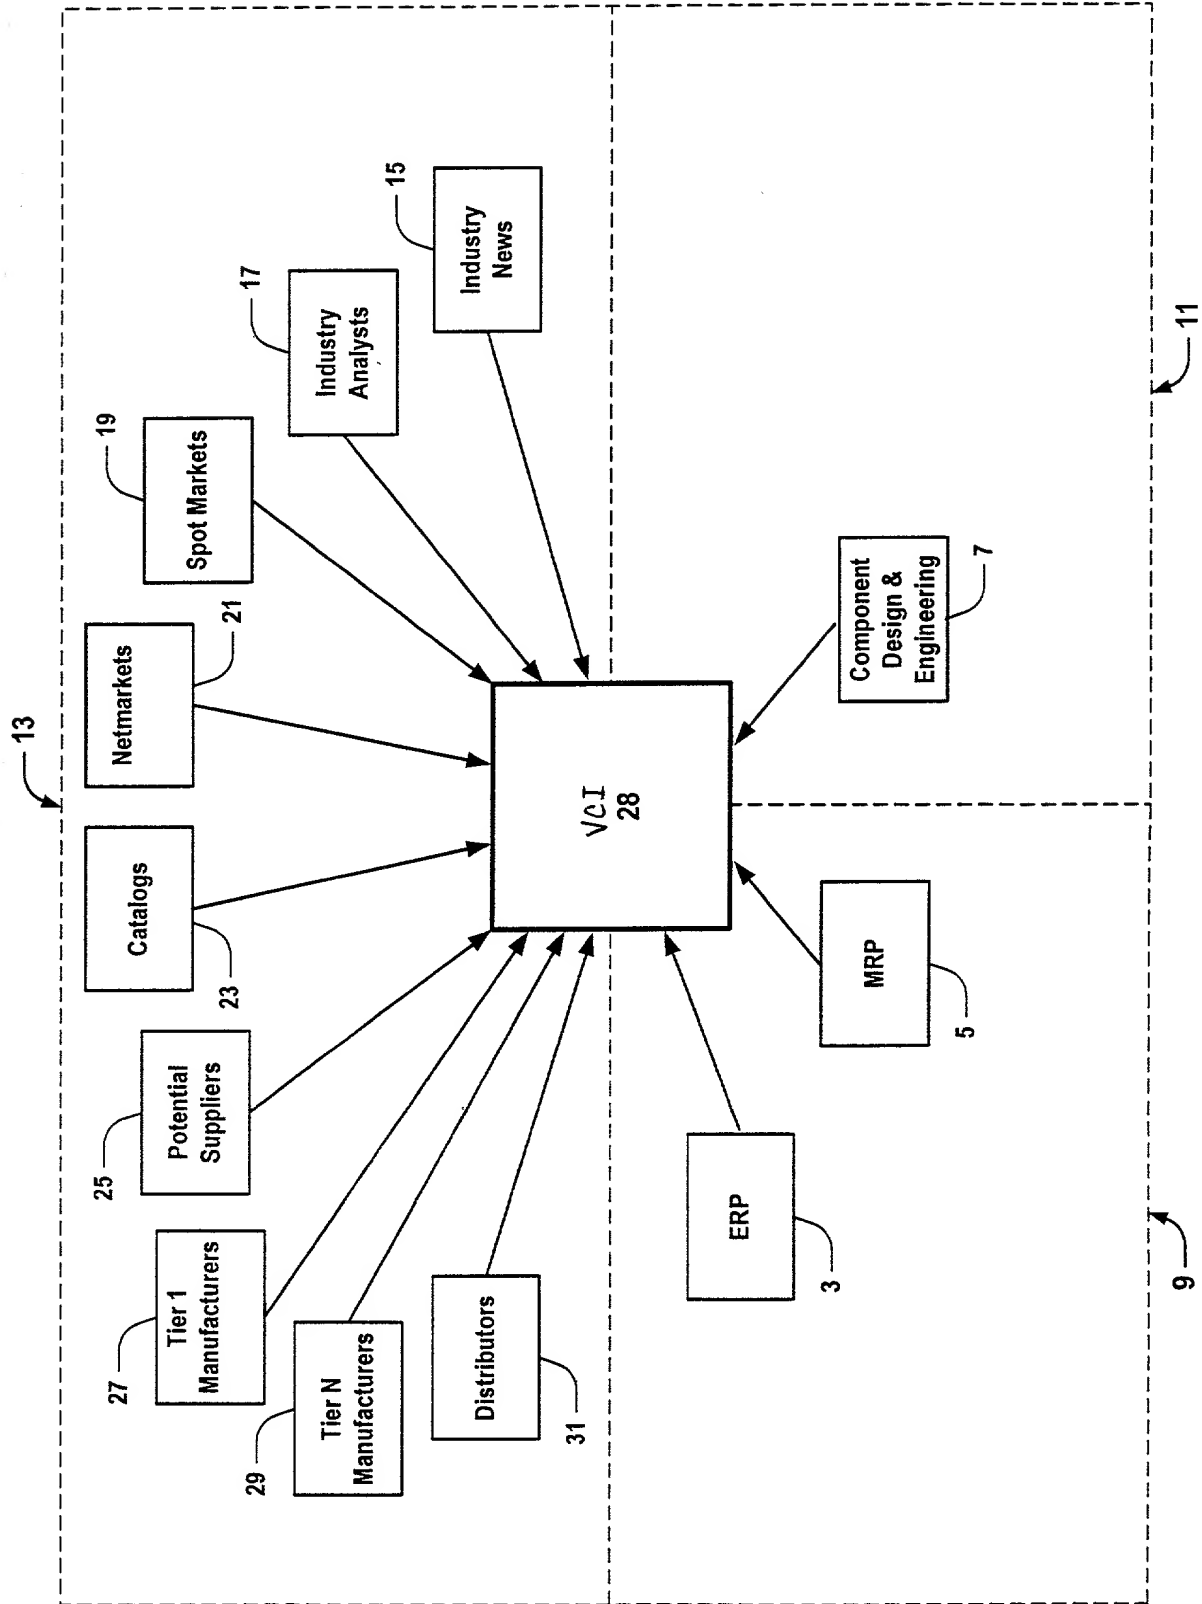 13
27
Tier 1
Manufacturers
25
Potential
Suppliers
Catalogs
23
Netmarkets
21
19
Spot Markets
17
Industry
Analysts
15
Industry
News
29
Tier N
Manufacturers
Distributors
31
VCI
28
ERP
3
MRP
5
Component
Design &
Engineering
7
9
11